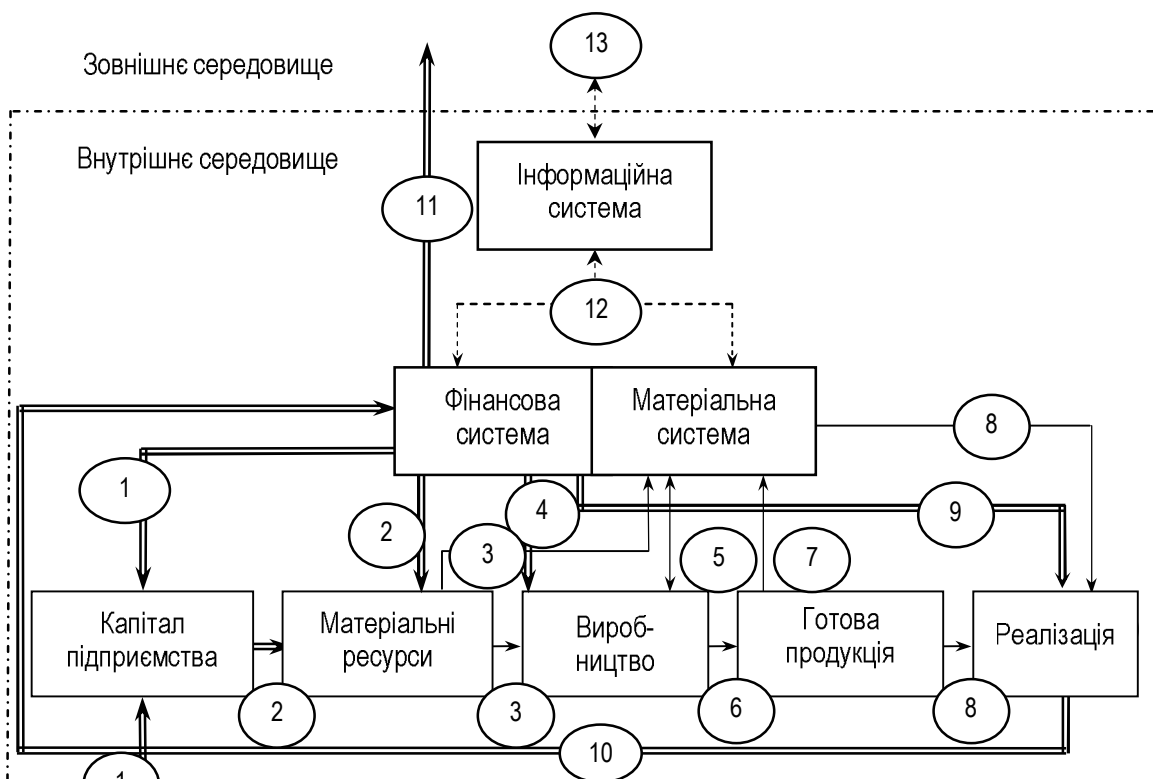 13
Зовнішнє середовище
Внутрішнє середовище
Інформаційна
система
11
12
Фінансова
система
Матеріальна
система
8
1
2
4
9
3
5
7
Капітал
підприємства
Матеріальні
ресурси
Вироб-
ництво
Готова
продукція
Реалізація
2
3
6
8
10
1